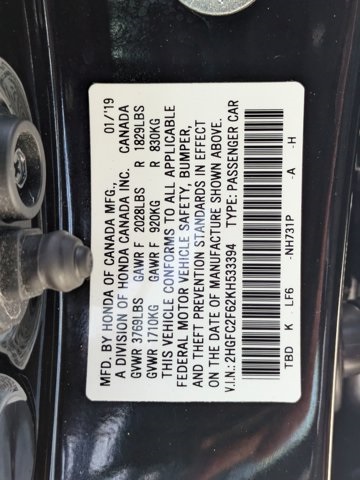 MFD. BY HONDA OF CANADA MFG., 01/19
A DIVISION OF HONDA CANADA INC. CANADA
GVWR 3769LBS GAWR F 2028LBS R 1829LBS
GVWR 1710KG GAWR F 920KG R 830KG
THIS VEHICLE CONFORMS TO ALL APPLICABLE
FEDERAL MOTOR VEHICLE SAFETY, BUMPER,
AND THEFT PREVENTION STANDARDS IN EFFECT
ON THE DATE OF MANUFACTURE SHOWN ABOVE.
V.I.N.: 2HGFC2F62KH533394 TYPE: PASSENGER CAR
TBD K LF6 -NH731P -A -H